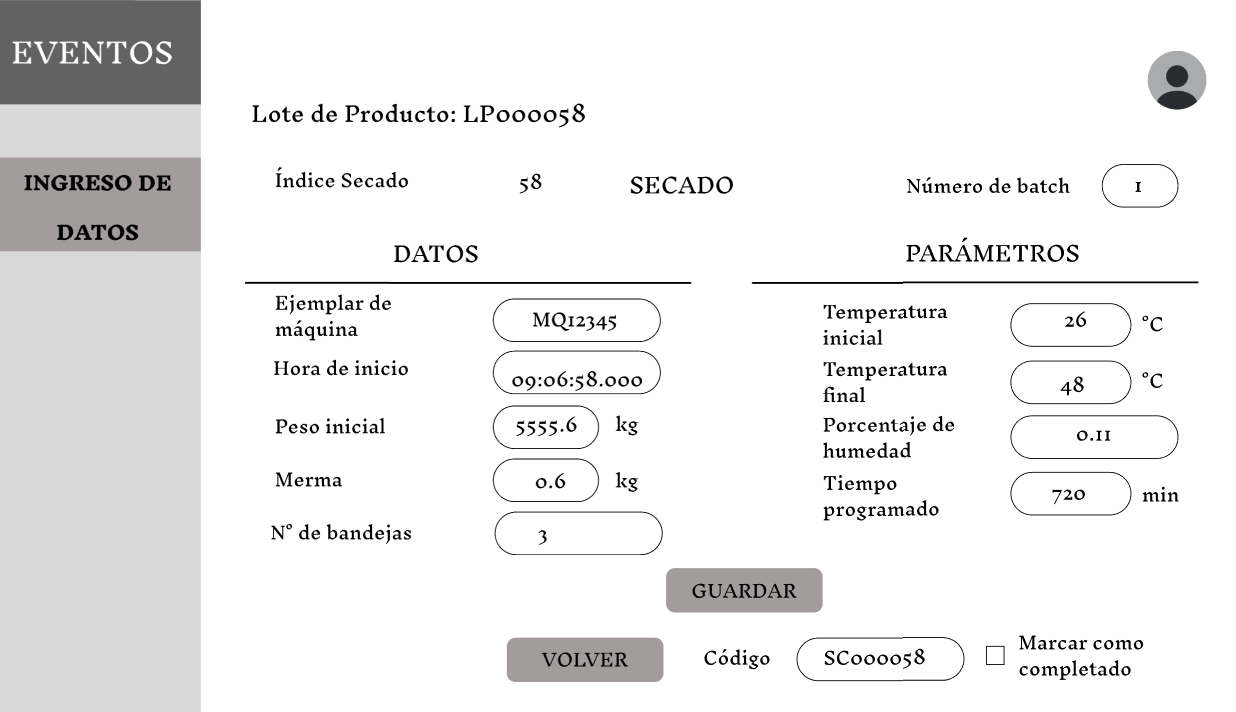 EVENTOS
Lote de Producto: LP000058
INGRESO DE
DATOS
Índice Secado 58 SECADO Número de batch 1
DATOS
PARÁMETROS
Ejemplar de
máquina
MQ12345
Hora de inicio 09:06:58.000
Peso inicial 5555.6 kg
Merma 0.6 kg
N° de bandejas 3
Temperatura
inicial
26 °C
Temperatura
final
48 °C
Porcentaje de
humedad
0.11
Tiempo
programado
720 min
GUARDAR
VOLVER Código SC000058
Marcar como
completado